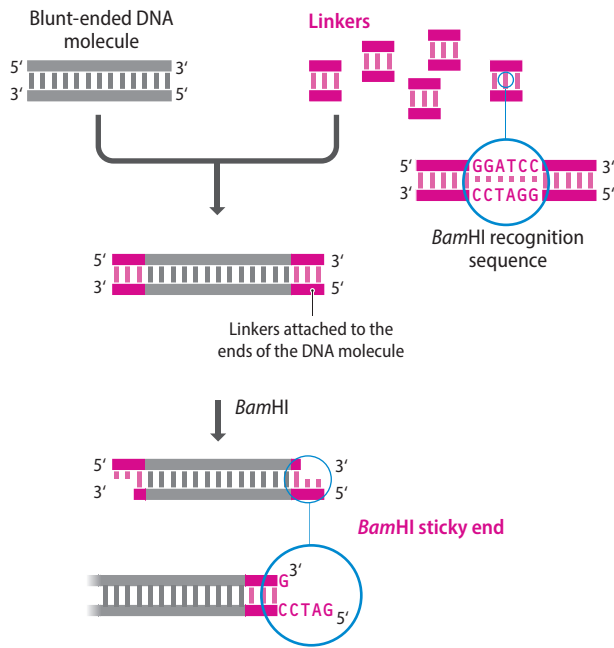 Blunt-ended DNA
molecule
5‘
3‘
3‘
5‘
Linkers
5‘
GGATCC
3‘
3‘
CCTAGG
5‘
BamHI recognition
sequence
5‘
3‘
3‘
5‘
Linkers attached to the
ends of the DNA molecule
BamHI
5‘
3‘
3‘
5‘
BamHI sticky end
G
3‘
CCTAG
5‘